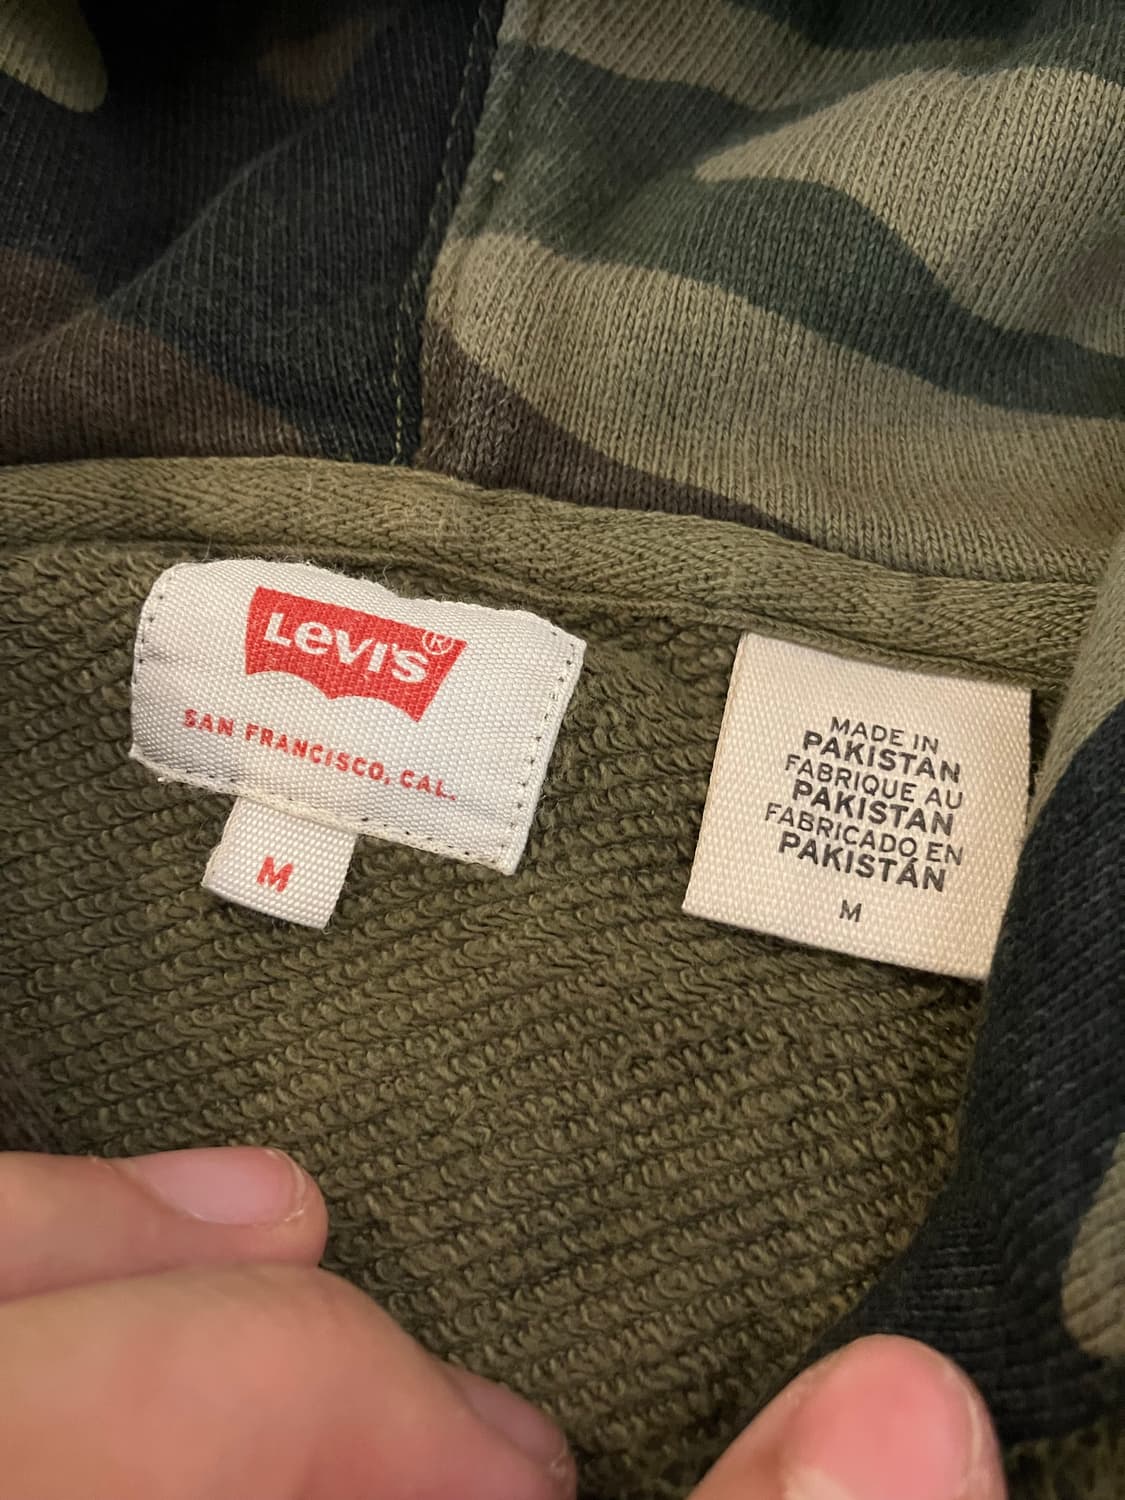 Levi's®
SAN FRANCISCO, CAL.
M
MADE IN
PAKISTAN
FABRIQUE AU
PAKISTAN
FABRICADO EN
PAKISTÁN
M